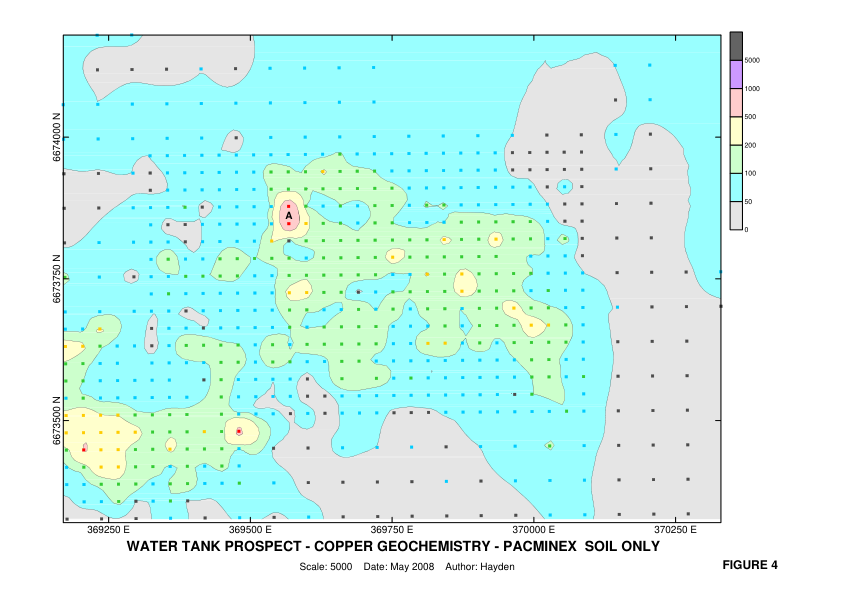 5000
1000
500
200
100
50
0
6674000 N
A
6673750 N
6673500 N
369250 E 369500 E 369750 E 370000 E 370250 E
WATER TANK PROSPECT - COPPER GEOCHEMISTRY - PACMINEX SOIL ONLY
Scale: 5000 Date: May 2008 Author: Hayden
FIGURE 4